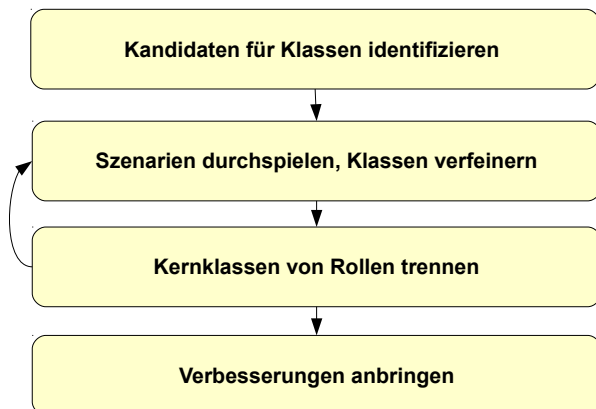 Kandidaten für Klassen identifizieren
Szenarien durchspielen, Klassen verfeinern
Kernklassen von Rollen trennen
Verbesserungen anbringen